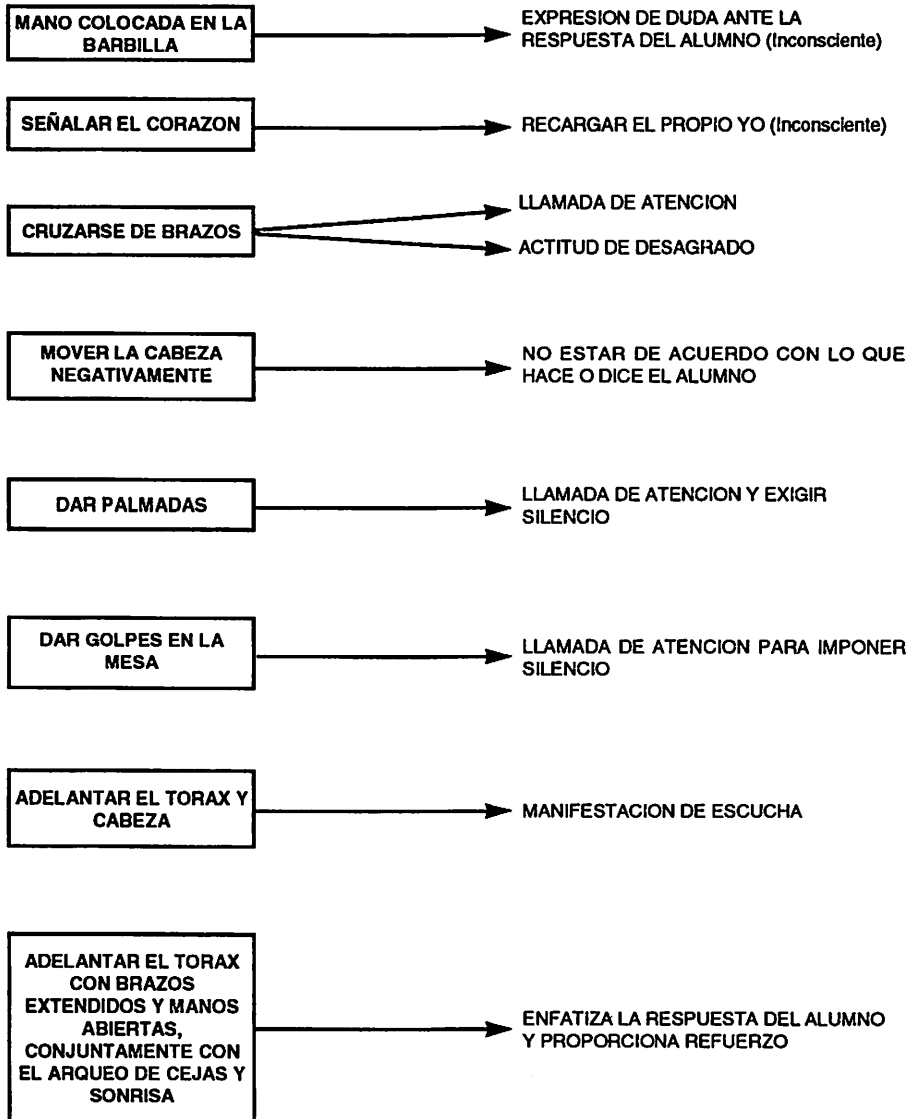 MANO COLOCADA EN LA
BARBILLA
EXPRESION DE DUDA ANTE LA
RESPUESTA DEL ALUMNO (Inconsciente)
SEÑALAR EL CORAZON
RECARGAR EL PROPIO YO (Inconsciente)
CRUZARSE DE BRAZOS
LLAMADA DE ATENCION
ACTITUD DE DESAGRADO
MOVER LA CABEZA
NEGATIVAMENTE
NO ESTAR DE ACUERDO CON LO QUE
HACE O DICE EL ALUMNO
DAR PALMADAS
LLAMADA DE ATENCION Y EXIGIR
SILENCIO
DAR GOLPES EN LA
MESA
LLAMADA DE ATENCION PARA IMPONER
SILENCIO
ADELANTAR EL TORAX Y
CABEZA
MANIFESTACION DE ESCUCHA
ADELANTAR EL TORAX
CON BRAZOS
EXTENDIDOS Y MANOS
ABIERTAS,
CONJUNTAMENTE CON
EL ARQUEO DE CEJAS Y
SONRISA
ENFATIZA LA RESPUESTA DEL ALUMNO
Y PROPORCIONA REFUERZO